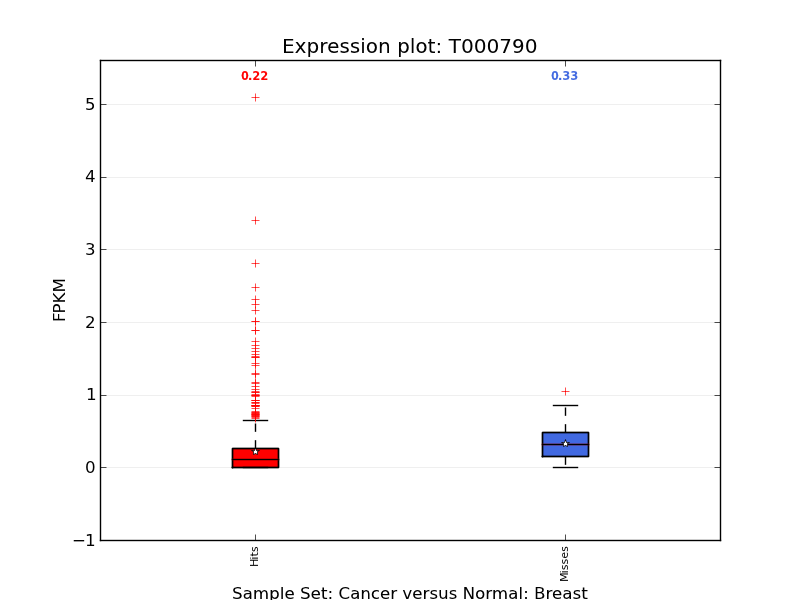 Expression plot: T000790
0.22
0.33
5
4
3
2
1
0
−1
FPKM
Hits
Misses
Sample Set: Cancer versus Normal: Breast